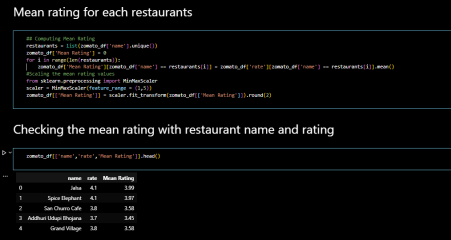 Mean rating for each restaurants
## Computing Mean Rating
restaurants = list(zomato_df['name'].unique())
zomato_df['Mean Rating'] = 0
for i in range(len(restaurants)):
zomato_df['Mean Rating'][zomato_df['name'] == restaurants[i]] = zomato_df['rate'][zomato_df['name'] == restaurants[i]].mean()
#Scaling the mean rating values
from sklearn.preprocessing import MinMaxScaler
scaler = MinMaxScaler(feature_range = (1,5))
zomato_df[['Mean Rating']] = scaler.fit_transform(zomato_df[['Mean Rating']]).round(2)
Checking the mean rating with restaurant name and rating
zomato_df[['name','rate','Mean Rating']].head()
name rate Mean Rating
0 Jalsa 4.1 3.99
1 Spice Elephant 4.1 3.97
2 San Churro Cafe 3.8 3.58
3 Addhuri Udupi Bhojana 3.7 3.45
4 Grand Village 3.8 3.58